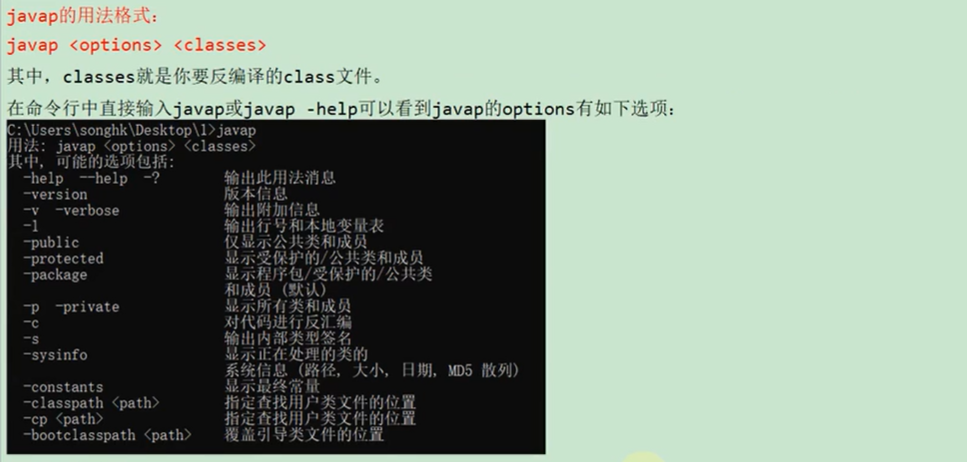 javap的用法格式：
javap <options> <classes>
其中，classes就是你要反编译的class文件。
在命令行中直接输入javap或javap -help可以看到javap的options有如下选项：
C:\Users\songhk\Desktop\1>javap
用法: javap <options> <classes>
其中, 可能的选项包括:
-help --help -? 输出此用法消息
-version 版本信息
-v -verbose 输出附加信息
-l 输出行号和本地变量表
-public 仅显示公共类和成员
-protected 显示受保护的/公共类和成员
-package 显示程序包/受保护的/公共类
和成员 (默认)
-p -private 显示所有类和成员
-c 对代码进行反汇编
-s 输出内部类型签名
-sysinfo 显示正在处理的类的
系统信息 (路径, 大小, 日期, MD5 散列)
-constants 显示最终常量
-classpath <path> 指定查找用户类文件的位置
-cp <path> 指定查找用户类文件的位置
-bootclasspath <path> 覆盖引导类文件的位置